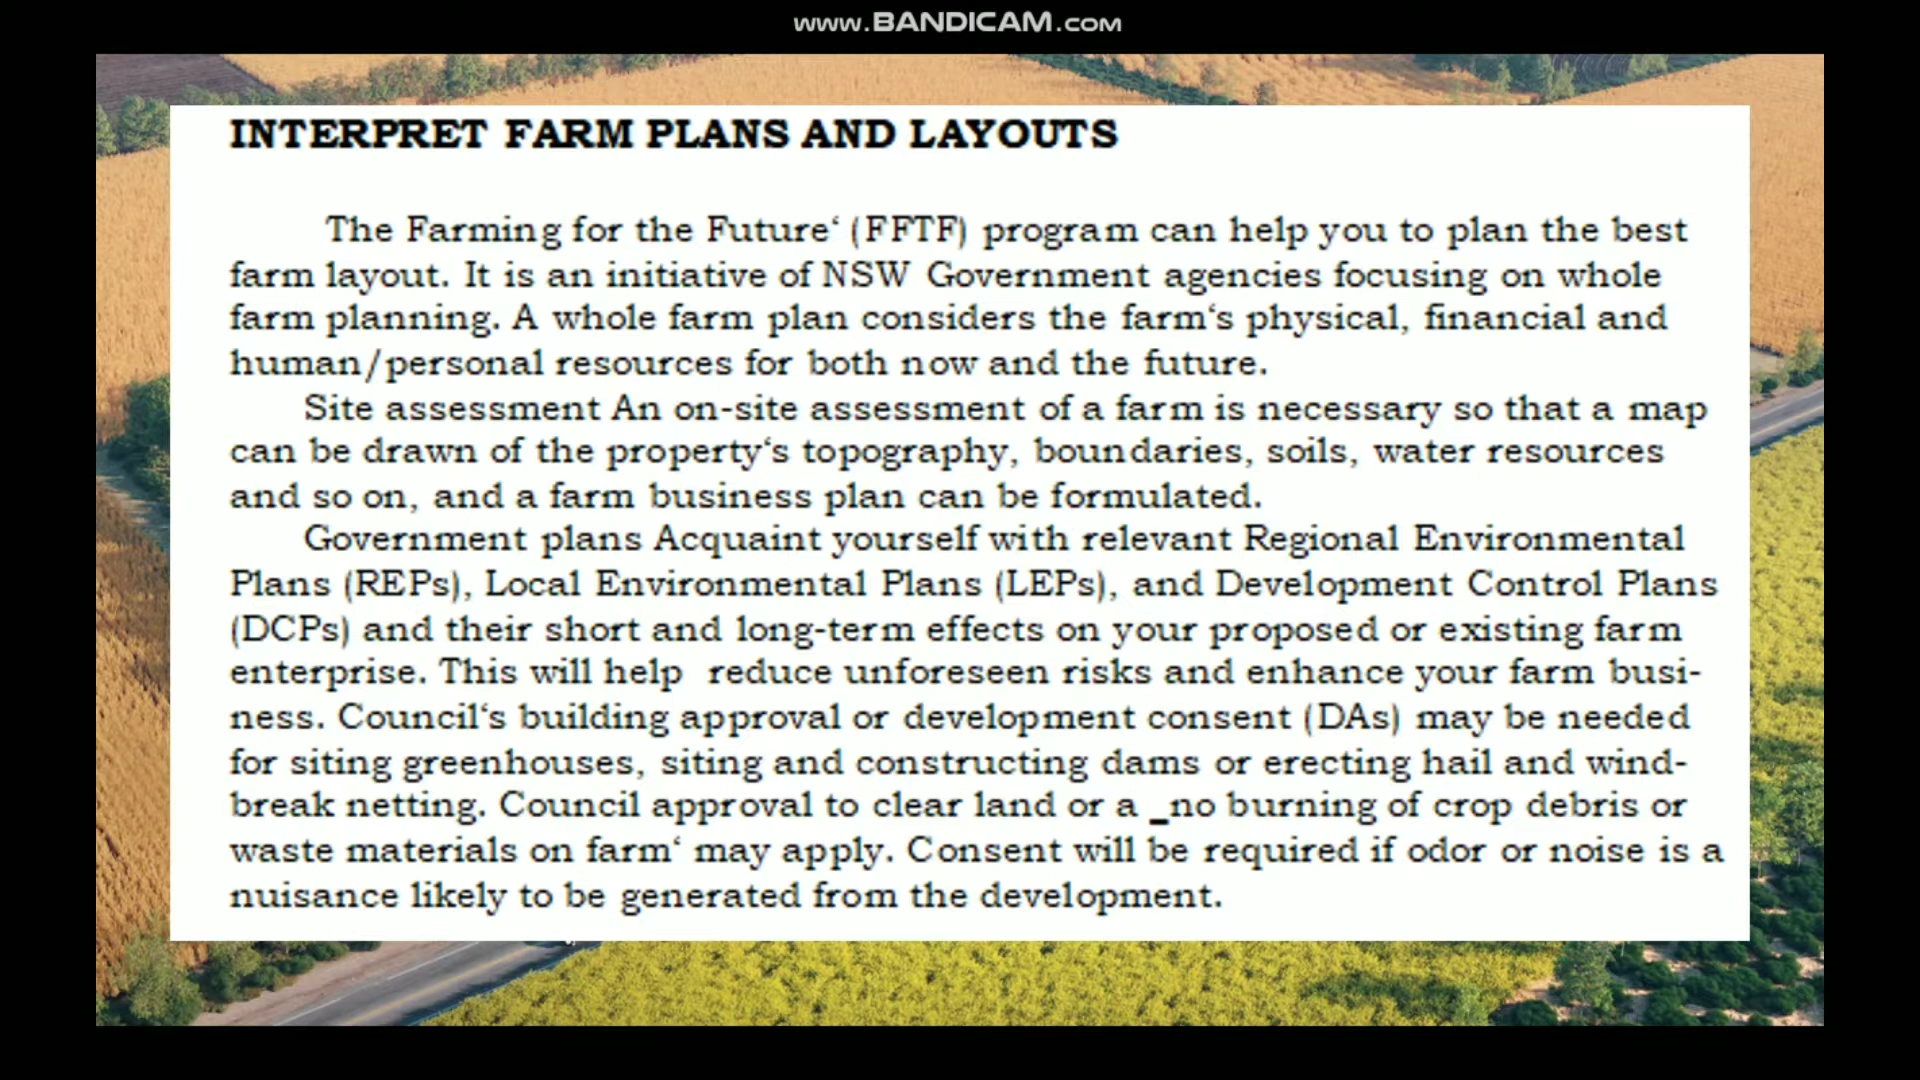 www.BANDICAM.com
INTERPRET FARM PLANS AND LAYOUTS
The Farming for the Future‘ (FFTF) program can help you to plan the best
farm layout. It is an initiative of NSW Government agencies focusing on whole
farm planning. A whole farm plan considers the farm‘s physical, financial and
human/personal resources for both now and the future.
Site assessment An on-site assessment of a farm is necessary so that a map
can be drawn of the property‘s topography, boundaries, soils, water resources
and so on, and a farm business plan can be formulated.
Government plans Acquaint yourself with relevant Regional Environmental
Plans (REPs), Local Environmental Plans (LEPs), and Development Control Plans
(DCPs) and their short and long-term effects on your proposed or existing farm
enterprise. This will help reduce unforeseen risks and enhance your farm busi-
ness. Council‘s building approval or development consent (DAs) may be needed
for siting greenhouses, siting and constructing dams or erecting hail and wind-
break netting. Council approval to clear land or a _no burning of crop debris or
waste materials on farm‘ may apply. Consent will be required if odor or noise is a
nuisance likely to be generated from the development.